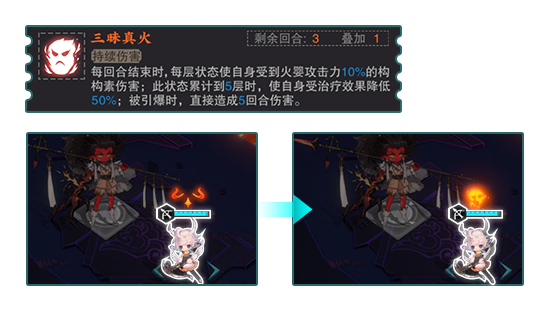 三昧真火
剩余回合：3 叠加 1
持续伤害
每回合结束时，每层状态使自身受到火婴攻击力10%的构
构素伤害；此状态累计到5层时，使自身受治疗效果降低
50%；被引爆时，直接造成5回合伤害。